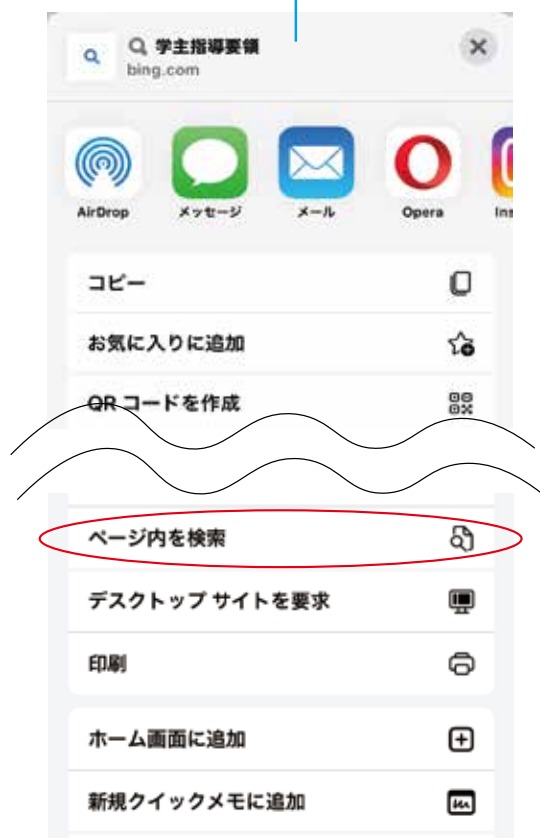 学主指導要領
bing.com
AirDrop
メッセージ
メール
Opera
Ins
コピー
お気に入りに追加
QR コードを作成
ページ内を検索
デスクトップ サイトを要求
印刷
ホーム画面に追加
新規クイックメモに追加